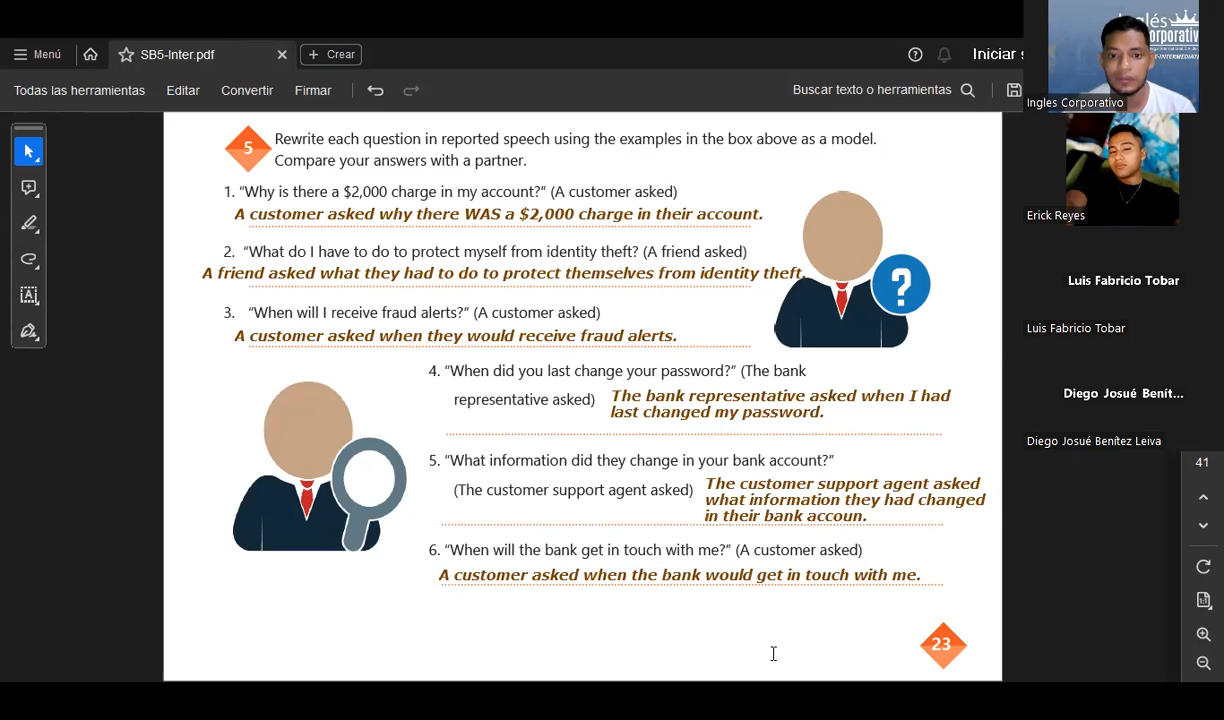 Menú
SB5-Inter.pdf
Crear
Iniciar s
Todas las herramientas
Editar
Convertir
Firmar
Buscar texto o herramientas
5
Rewrite each question in reported speech using the examples in the box above as a model.
Compare your answers with a partner.
1. “Why is there a $2,000 charge in my account?” (A customer asked)
A customer asked why there WAS a $2,000 charge in their account.
2. “What do I have to do to protect myself from identity theft? (A friend asked)
A friend asked what they had to do to protect themselves from identity theft.
3. “When will I receive fraud alerts?” (A customer asked)
A customer asked when they would receive fraud alerts.
?
4. “When did you last change your password?” (The bank
representative asked)
The bank representative asked when I had
last changed my password.
5. “What information did they change in your bank account?”
(The customer support agent asked)
The customer support agent asked
what information they had changed
in their bank accoun.
6. “When will the bank get in touch with me?” (A customer asked)
A customer asked when the bank would get in touch with me.
23
Inglés
Ingles Corporativo
Erick Reyes
Luis Fabricio Tobar
Luis Fabricio Tobar
Diego Josué Benít...
Diego Josué Benítez Leiva
41
1:1